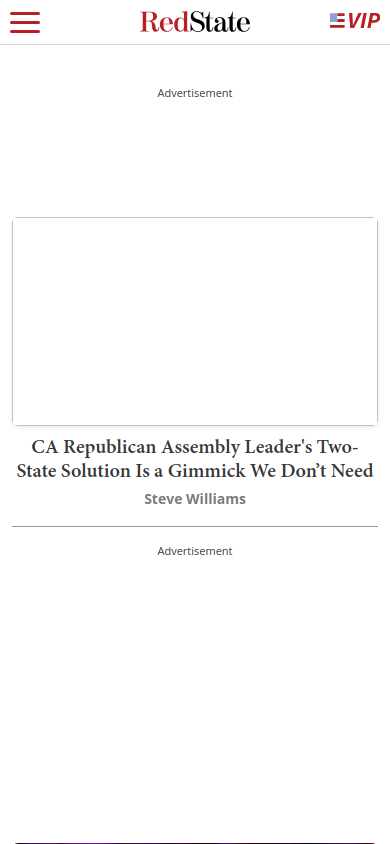 RedState
VIP
Advertisement
CA Republican Assembly Leader's Two-
State Solution Is a Gimmick We Don’t Need
Steve Williams
Advertisement